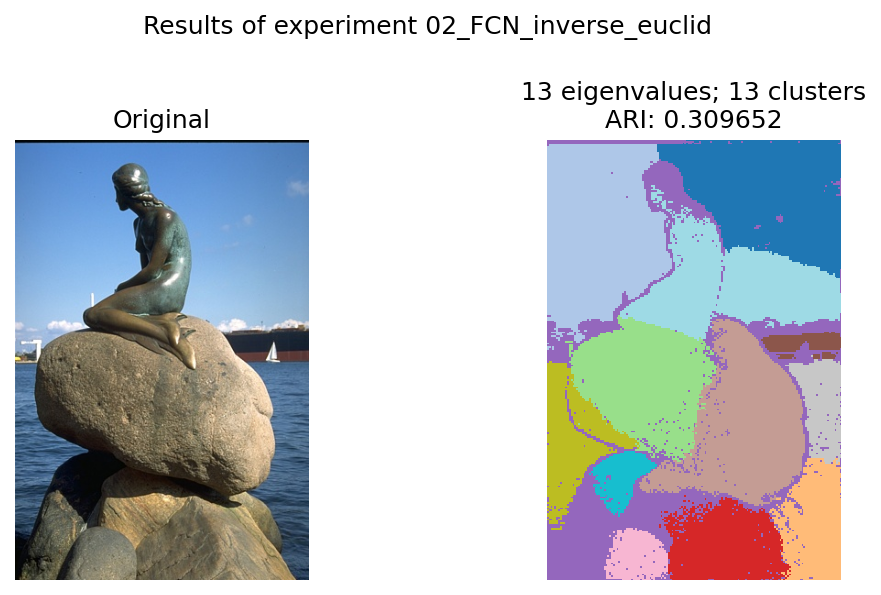 Results of experiment 02_FCN_inverse_euclid
Original
13 eigenvalues; 13 clusters
ARI: 0.309652